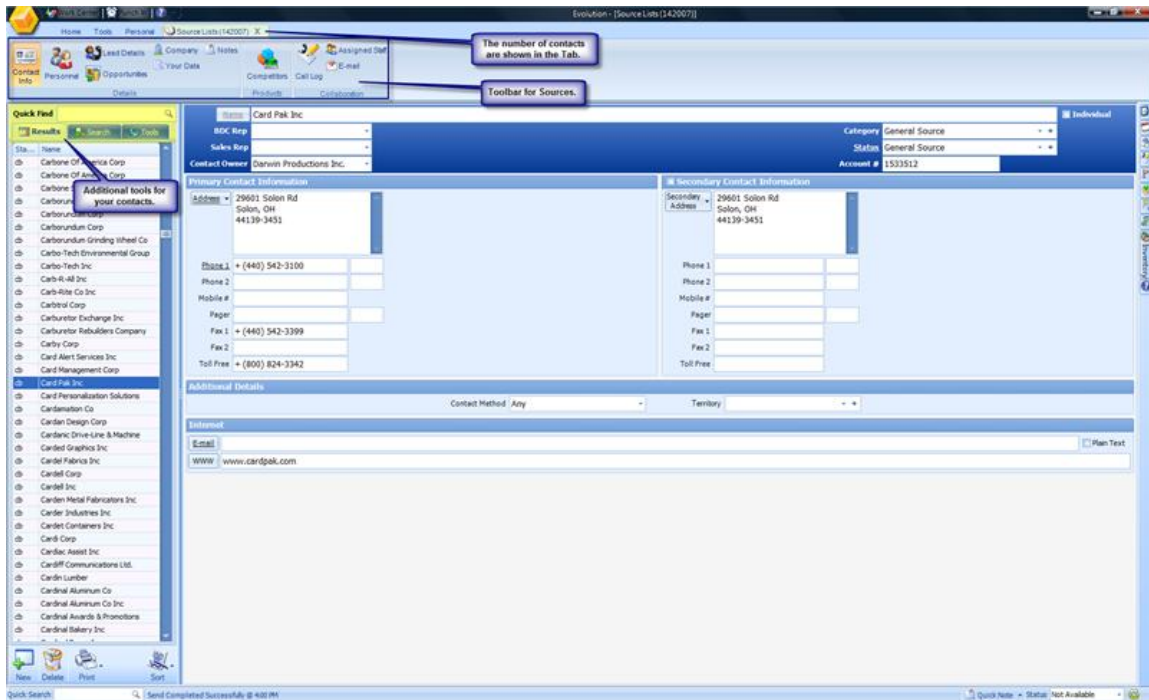 Work Center
Punch In
Evolution - [Source Lists (142007)]
Home Tools Personal Source Lists (142007) X
The number of contacts
are shown in the Tab.
Contact
Info
Personnel
Lead Details
Opportunities
Company
Notes
Your Data
Details
Competitors
Products
Call Log
Assigned Staff
E-mail
Collaboration
Toolbar for Sources.
Quick Find
Results Search Tools
Sta... Name
Additional tools for
your contacts.
Carbone Of America Corp
Carbone Of America Corp
Carborundum Corp
Carborundum Corp
Carborundum Grinding Wheel Co
Carbo-Tech Environmental Group
Carbo-Tech Inc
Carb-R-All Inc
Carb-Rite Co Inc
Carbtrol Corp
Carburetor Exchange Inc
Carburetor Rebuilders Company
Carby Corp
Card Alert Services Inc
Card Management Corp
Card Pak Inc
Card Personalization Solutions
Cardamation Co
Cardan Design Corp
Cardanic Drive-Line & Machine
Carded Graphics Inc
Cardel Fabrics Inc
Cardell Corp
Cardell Inc
Carden Metal Fabricators Inc
Carder Industries Inc
Cardet Containers Inc
Cardi Corp
Cardiac Assist Inc
Cardiff Communications Ltd.
Cardin Lumber
Cardinal Aluminum Co
Cardinal Aluminum Co Inc
Cardinal Awards & Promotions
Cardinal Bakery Inc
New Delete Print Sort
Name Card Pak Inc Individual
BDC Rep
Category General Source
Sales Rep
Status General Source
Contact Owner Darwin Productions Inc.
Account # 1533512
Primary Contact Information
Address
29601 Solon Rd
Solon, OH
44139-3451
Phone 1 + (440) 542-3100
Phone 2
Mobile #
Pager
Fax 1 + (440) 542-3399
Fax 2
Toll Free + (800) 824-3342
Secondary Contact Information
Secondary
Address
29601 Solon Rd
Solon, OH
44139-3451
Phone 1
Phone 2
Mobile #
Pager
Fax 1
Fax 2
Toll Free
Additional Details
Contact Method Any Territory
Internet
E-mail Plain Text
WWW www.cardpak.com
Inventory
Quick Search: Send Completed Successfully @ 4:00 PM
Quick Note Status: Not Available